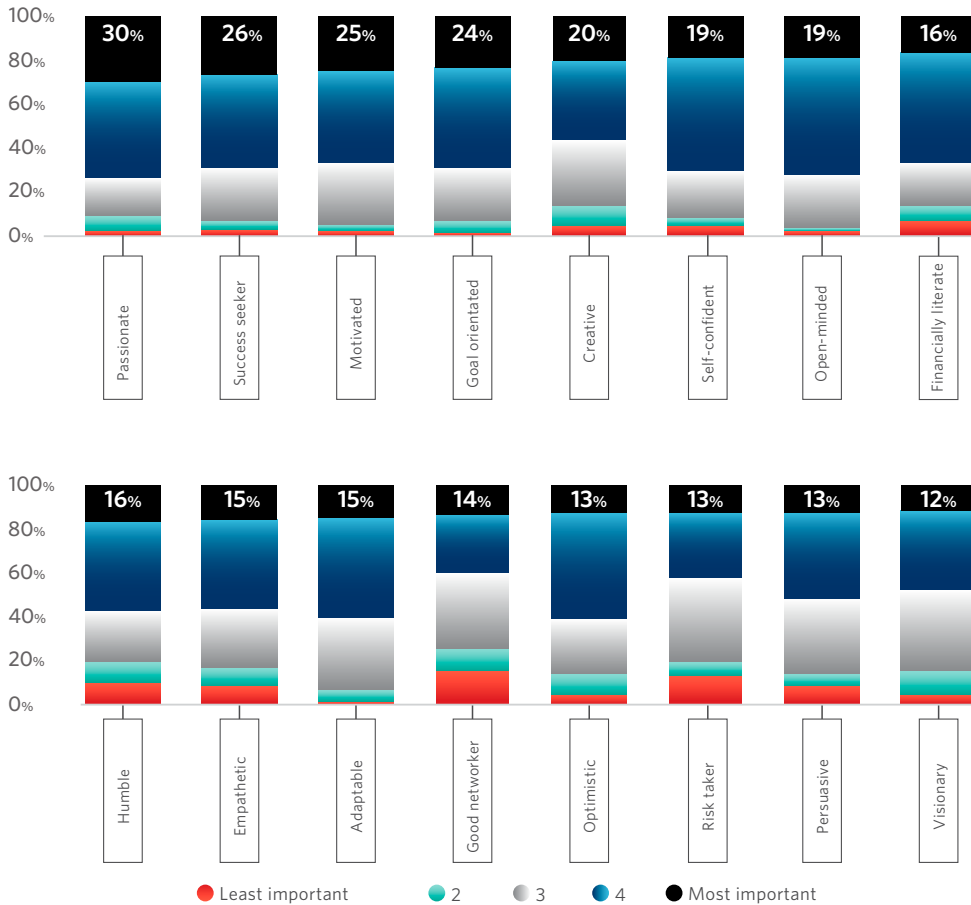 100%
80%
60%
40%
20%
0%
30%
26%
25%
24%
20%
19%
19%
16%
Passionate
Success seeker
Motivated
Goal orientated
Creative
Self-confident
Open-minded
Financially literate
100%
80%
60%
40%
20%
0%
16%
15%
15%
14%
13%
13%
13%
12%
Humble
Empathetic
Adaptable
Good networker
Optimistic
Risk taker
Persuasive
Visionary
Least important 2 3 4 Most important